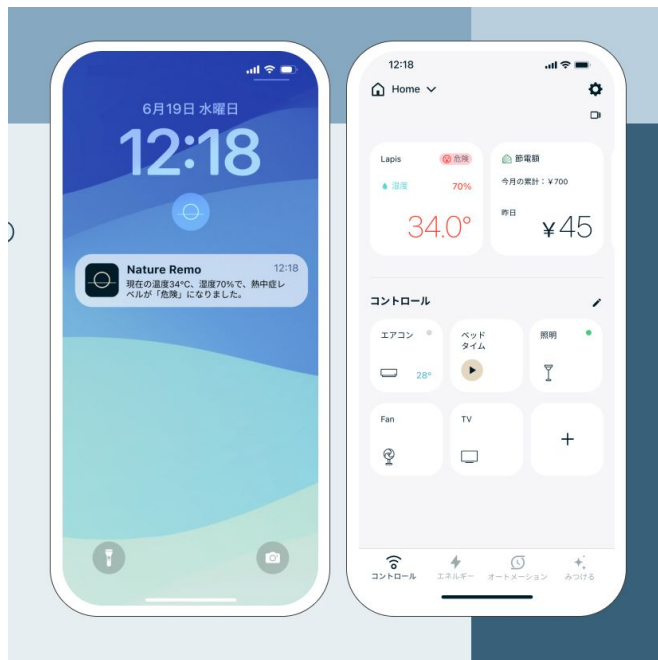 6月19日 水曜日
12:18
Nature Remo 12:18
現在の温度34℃、湿度70%で、熱中症レ
ベルが「危険」になりました。
12:18
Home
Lapis 危険
湿度 70%
34.0°
節電額
今月の累計：¥700
昨日
¥45
コントロール
エアコン
28°
ベッド
タイム
照明
Fan
TV
+
コントロール エネルギー オートメーション みつける